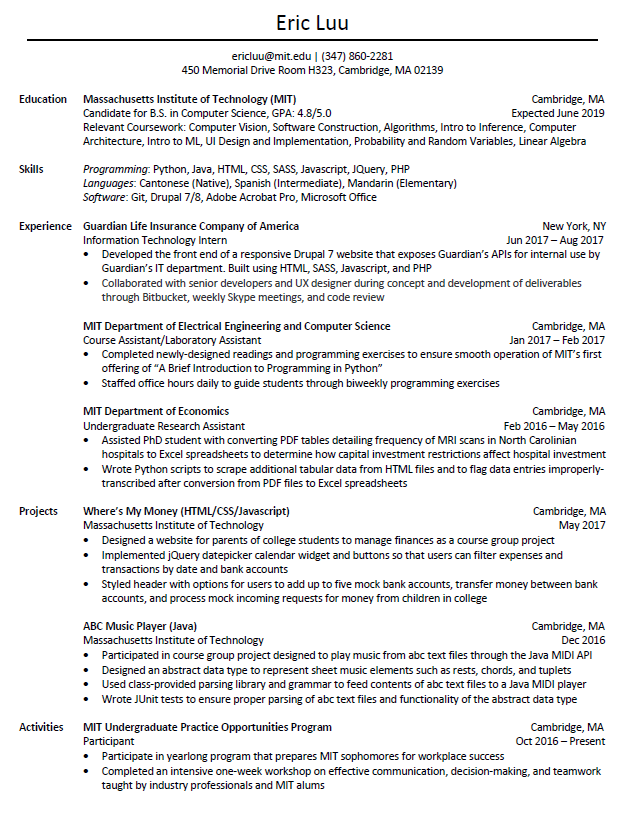 Eric Luu
ericluu@mit.edu | (347) 860-2281
450 Memorial Drive Room H323, Cambridge, MA 02139
Education Massachusetts Institute of Technology (MIT) Cambridge, MA
Candidate for B.S. in Computer Science, GPA: 4.8/5.0 Expected June 2019
Relevant Coursework: Computer Vision, Software Construction, Algorithms, Intro to Inference, Computer
Architecture, Intro to ML, UI Design and Implementation, Probability and Random Variables, Linear Algebra
Skills Programming: Python, Java, HTML, CSS, SASS, Javascript, JQuery, PHP
Languages: Cantonese (Native), Spanish (Intermediate), Mandarin (Elementary)
Software: Git, Drupal 7/8, Adobe Acrobat Pro, Microsoft Office
Experience Guardian Life Insurance Company of America New York, NY
Information Technology Intern Jun 2017 – Aug 2017
• Developed the front end of a responsive Drupal 7 website that exposes Guardian's APIs for internal use by
Guardian's IT department. Built using HTML, SASS, Javascript, and PHP
• Collaborated with senior developers and UX designer during concept and development of deliverables
through Bitbucket, weekly Skype meetings, and code review
MIT Department of Electrical Engineering and Computer Science Cambridge, MA
Course Assistant/Laboratory Assistant Jan 2017 – Feb 2017
• Completed newly-designed readings and programming exercises to ensure smooth operation of MIT's first
offering of "A Brief Introduction to Programming in Python"
• Staffed office hours daily to guide students through biweekly programming exercises
MIT Department of Economics Cambridge, MA
Undergraduate Research Assistant Feb 2016 – May 2016
• Assisted PhD student with converting PDF tables detailing frequency of MRI scans in North Carolinian
hospitals to Excel spreadsheets to determine how capital investment restrictions affect hospital investment
• Wrote Python scripts to scrape additional tabular data from HTML files and to flag data entries improperly-
transcribed after conversion from PDF files to Excel spreadsheets
Projects Where's My Money (HTML/CSS/Javascript) Cambridge, MA
Massachusetts Institute of Technology May 2017
• Designed a website for parents of college students to manage finances as a course group project
• Implemented jQuery datepicker calendar widget and buttons so that users can filter expenses and
transactions by date and bank accounts
• Styled header with options for users to add up to five mock bank accounts, transfer money between bank
accounts, and process mock incoming requests for money from children in college
ABC Music Player (Java) Cambridge, MA
Massachusetts Institute of Technology Dec 2016
• Participated in course group project designed to play music from abc text files through the Java MIDI API
• Designed an abstract data type to represent sheet music elements such as rests, chords, and tuplets
• Used class-provided parsing library and grammar to feed contents of abc text files to a Java MIDI player
• Wrote JUnit tests to ensure proper parsing of abc text files and functionality of the abstract data type
Activities MIT Undergraduate Practice Opportunities Program Cambridge, MA
Participant Oct 2016 – Present
• Participate in yearlong program that prepares MIT sophomores for workplace success
• Completed an intensive one-week workshop on effective communication, decision-making, and teamwork
taught by industry professionals and MIT alums